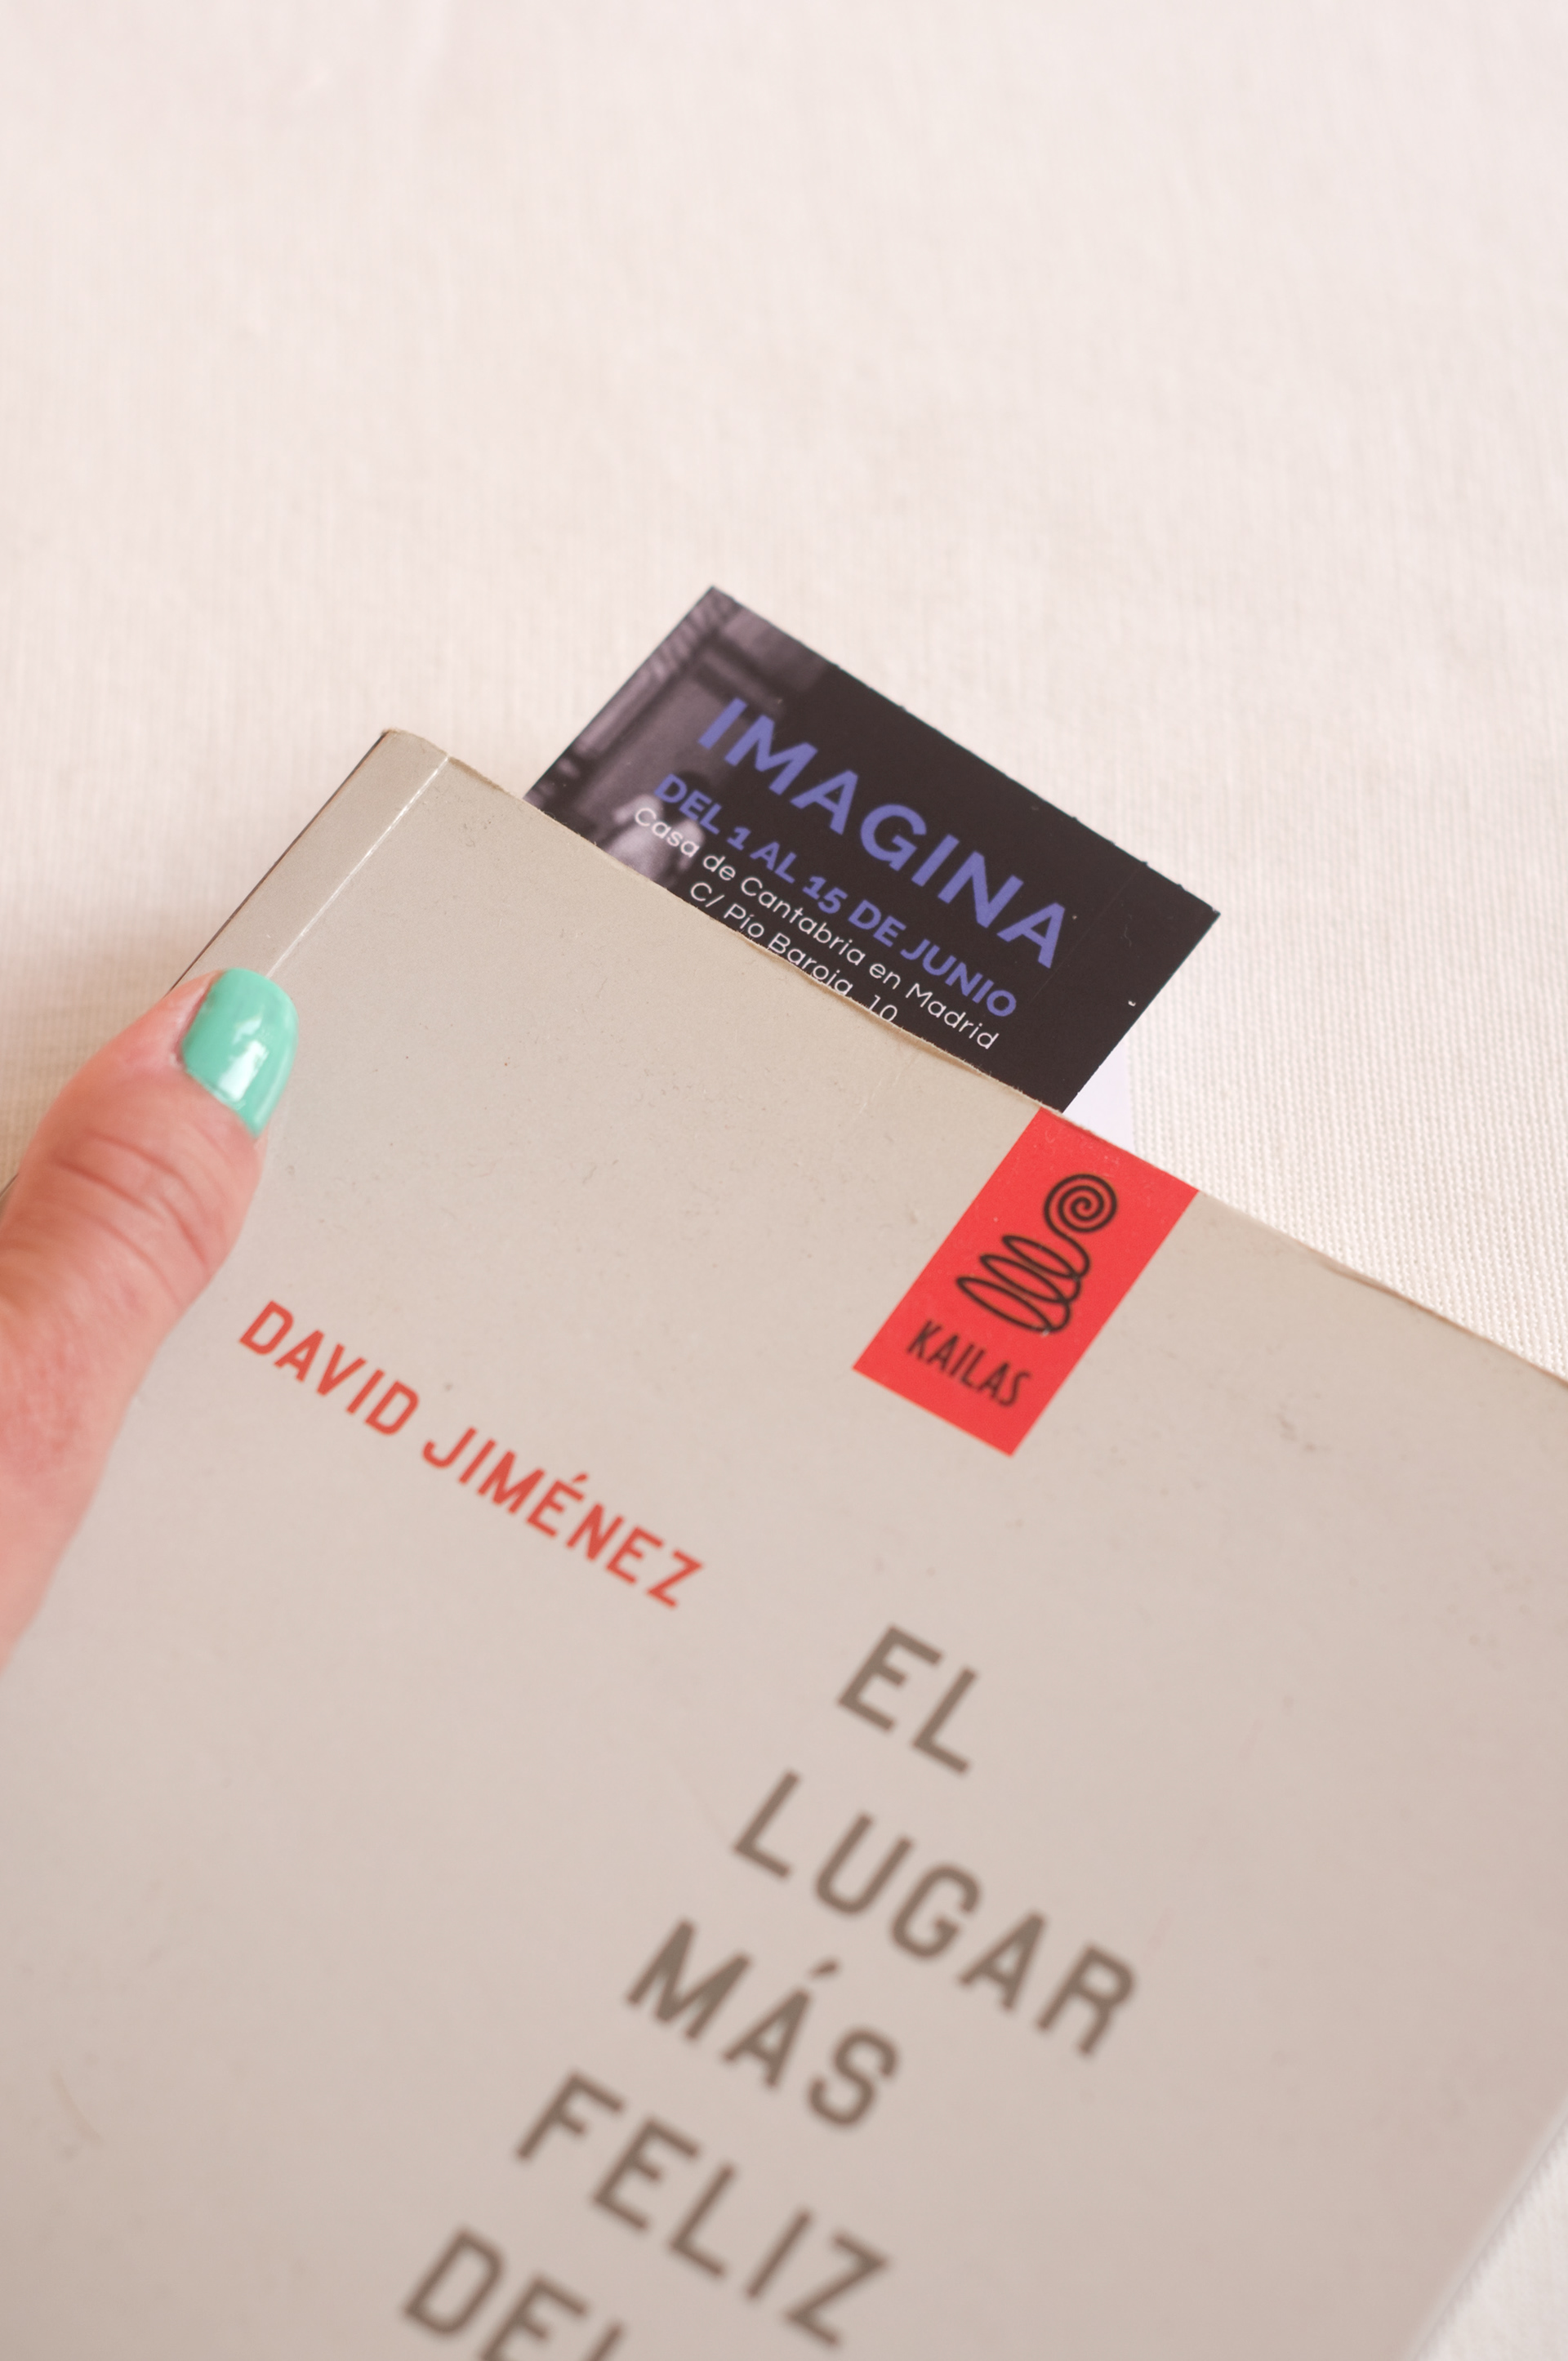 IMAGINA
DEL 1 AL 15 DE JUNIO
Casa de Cantabria en Madrid
C/ Pío Baroja, 10
KAILAS
DAVID JIMÉNEZ
EL
LUGAR
MÁS
FELIZ
DEL